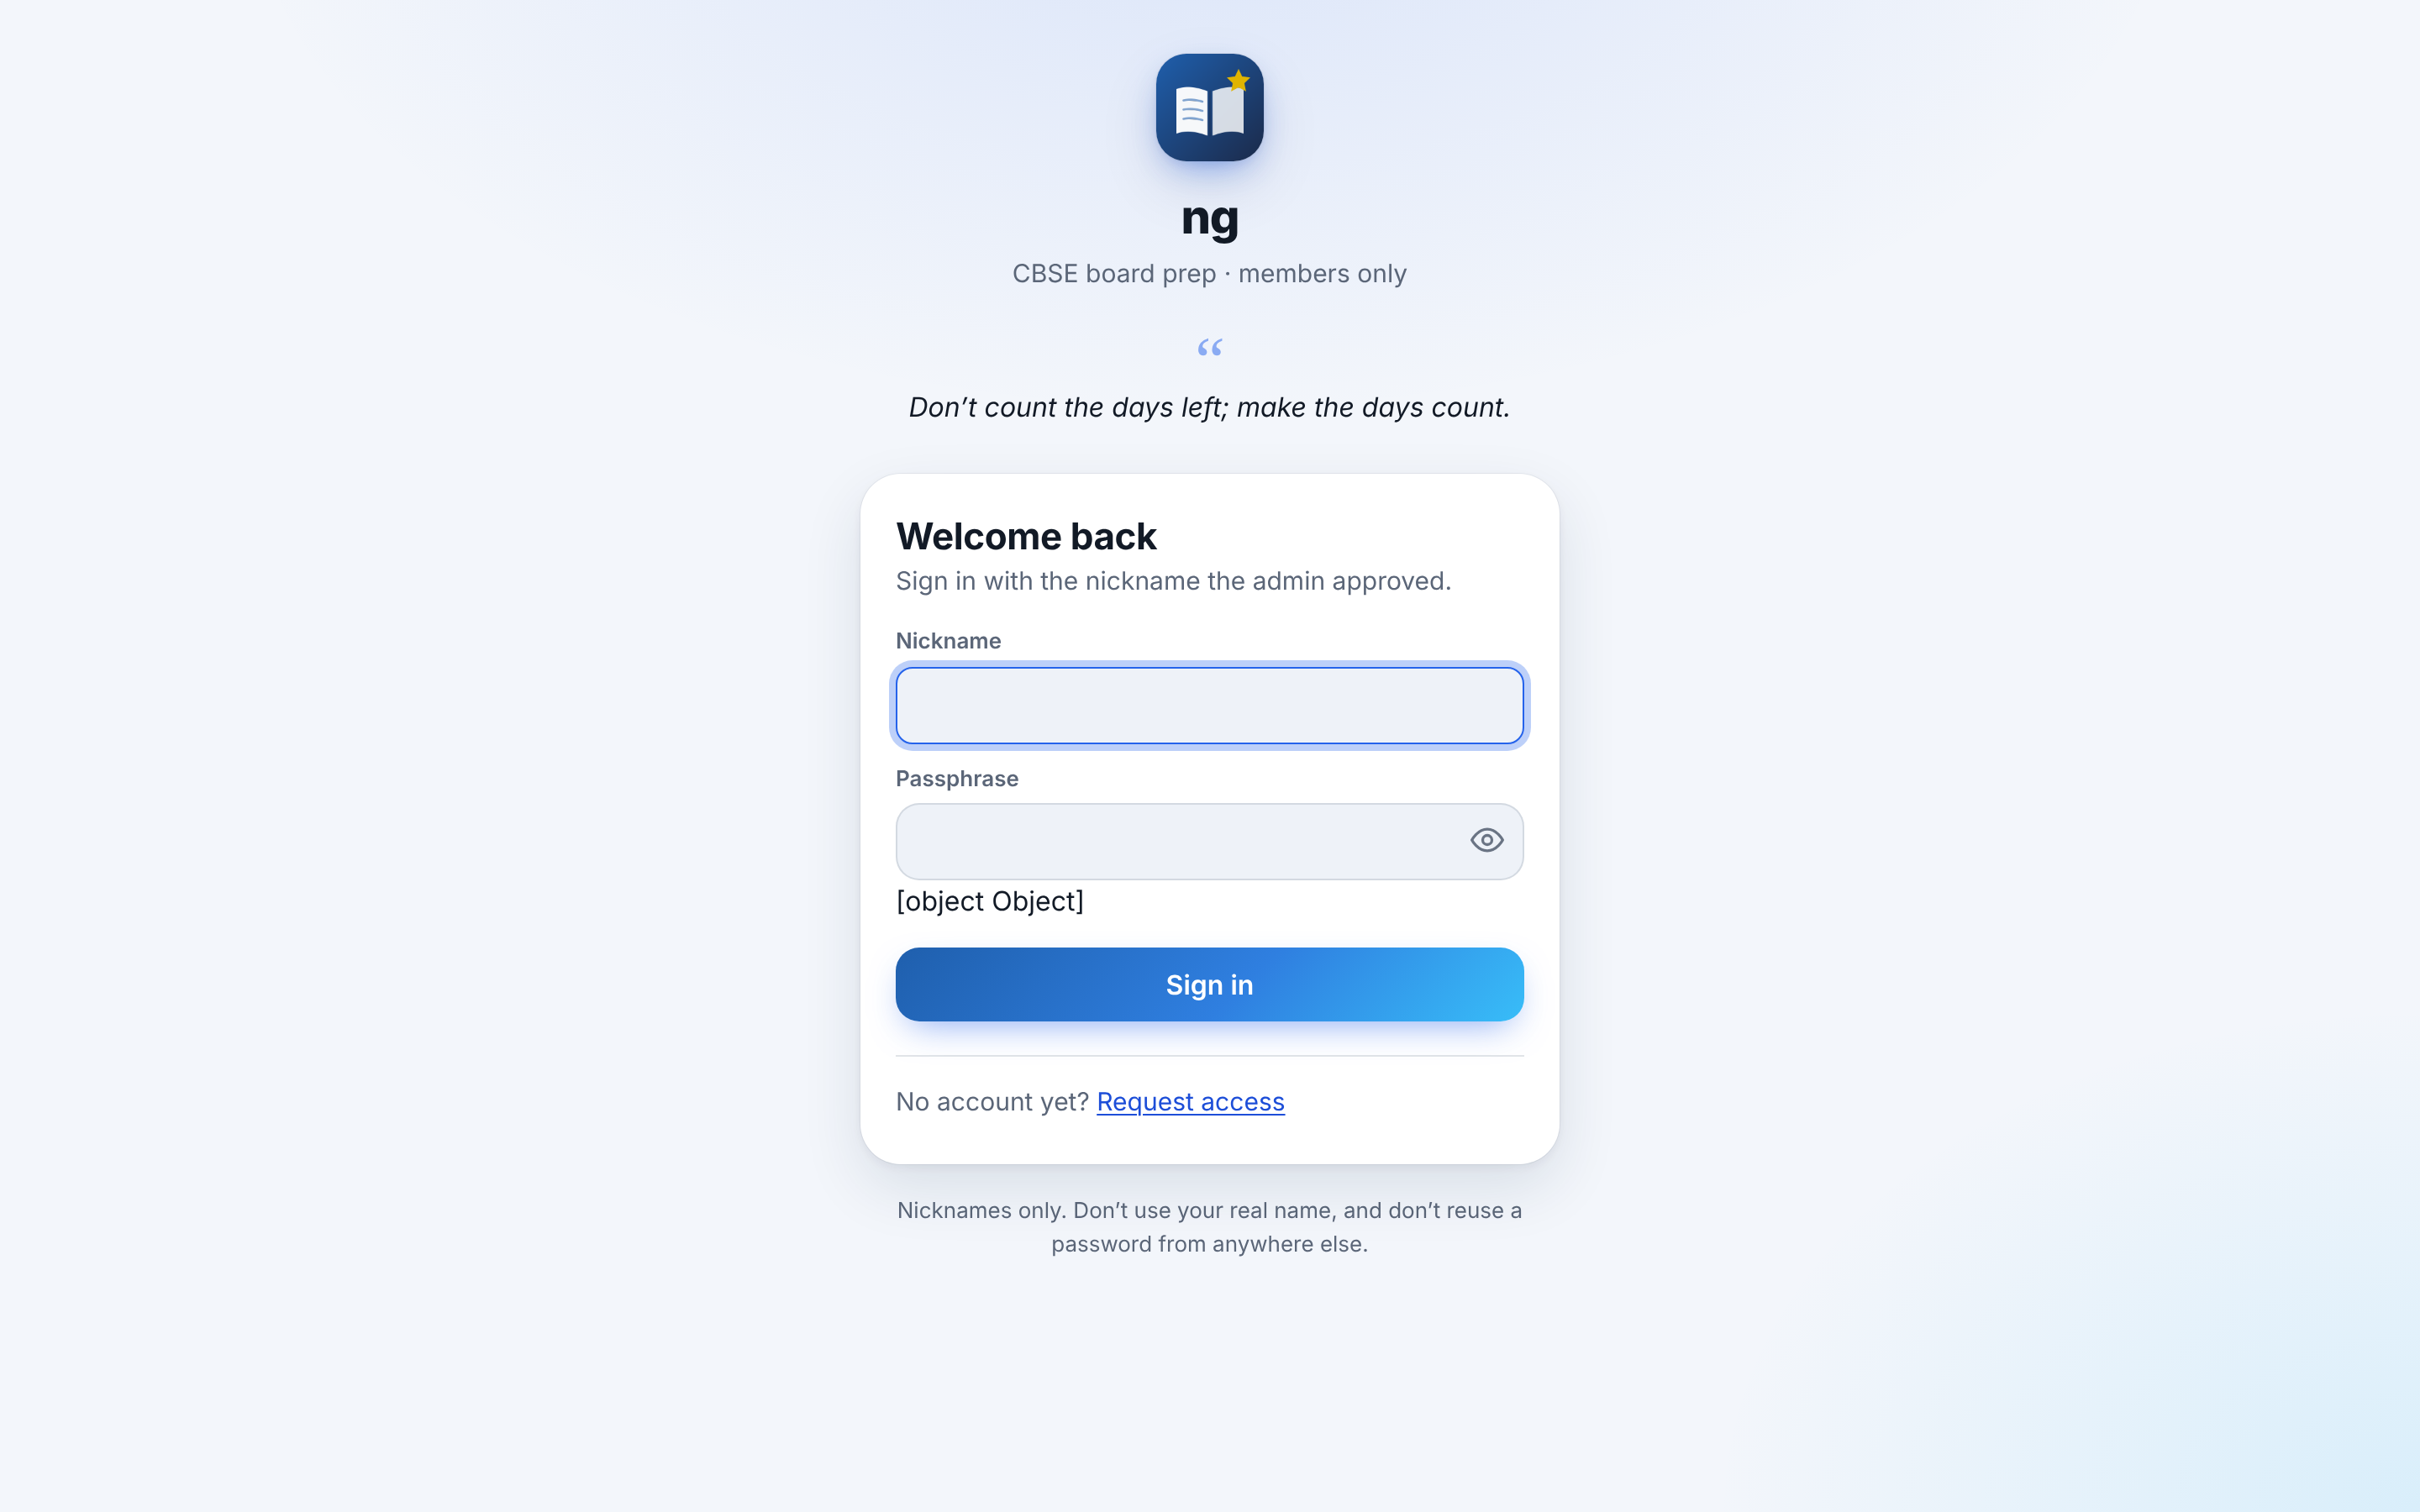 ng
CBSE board prep · members only
“
Don’t count the days left; make the days count.
Welcome back
Sign in with the nickname the admin approved.
Nickname
Passphrase
[object Object]
Sign in
No account yet? Request access
Nicknames only. Don’t use your real name, and don’t reuse a
password from anywhere else.